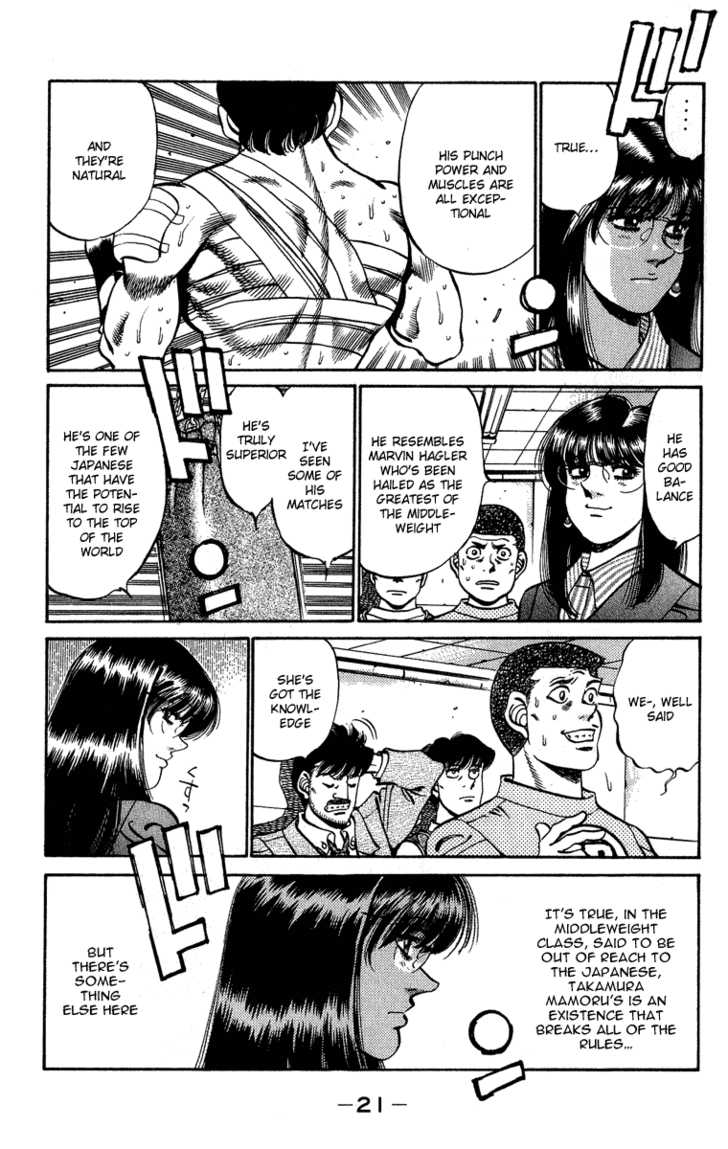 ....
TRUE...
HIS PUNCH
POWER AND
MUSCLES ARE
ALL EXCEP-
TIONAL
AND
THEY'RE
NATURAL
HE
HAS
GOOD
BA-
LANCE
HE RESEMBLES
MARVIN HAGLER
WHO'S BEEN
HAILED AS THE
GREATEST OF
THE MIDDLE-
WEIGHT
I'VE
SEEN
SOME OF
HIS
MATCHES
HE'S
TRULY
SUPERIOR
HE'S ONE OF
THE FEW
JAPANESE
THAT HAVE
THE POTEN-
TIAL TO RISE
TO THE TOP
OF THE
WORLD
WE-, WELL
SAID
SHE'S
GOT THE
KNOWL-
EDGE
くすっ
IT'S TRUE, IN THE
MIDDLEWEIGHT
CLASS, SAID TO BE
OUT OF REACH TO
THE JAPANESE,
TAKAMURA
MAMORU'S IS AN
EXISTENCE THAT
BREAKS ALL OF THE
RULES...
BUT
THERE'S
SOME-
THING
ELSE HERE
-21-